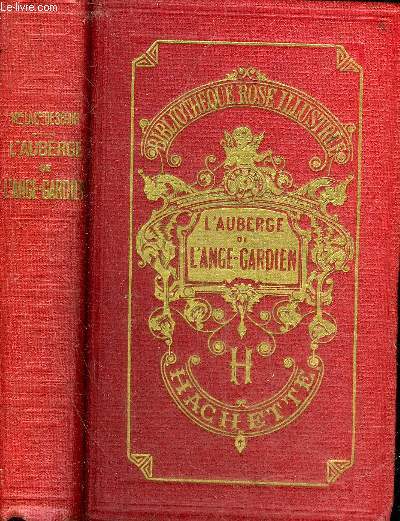 Le-livre.com
L'AUBERGE
DE
L'ANGE-GARDIEN
BIBLIOTHÈQUE ROSE ILLUSTRÉE
L'AUBERGE
DE
L'ANGE-GARDIEN
H
HACHETTE